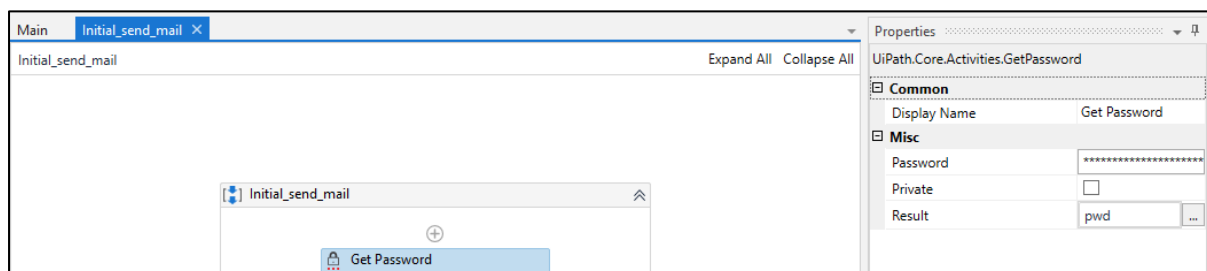 Main Initial_send_mail Properties
Initial_send_mail Expand All Collapse All UiPath.Core.Activities.GetPassword
Common
Display Name Get Password
Misc
Password *********************
Private
Initial_send_mail Result pwd ...
Get Password